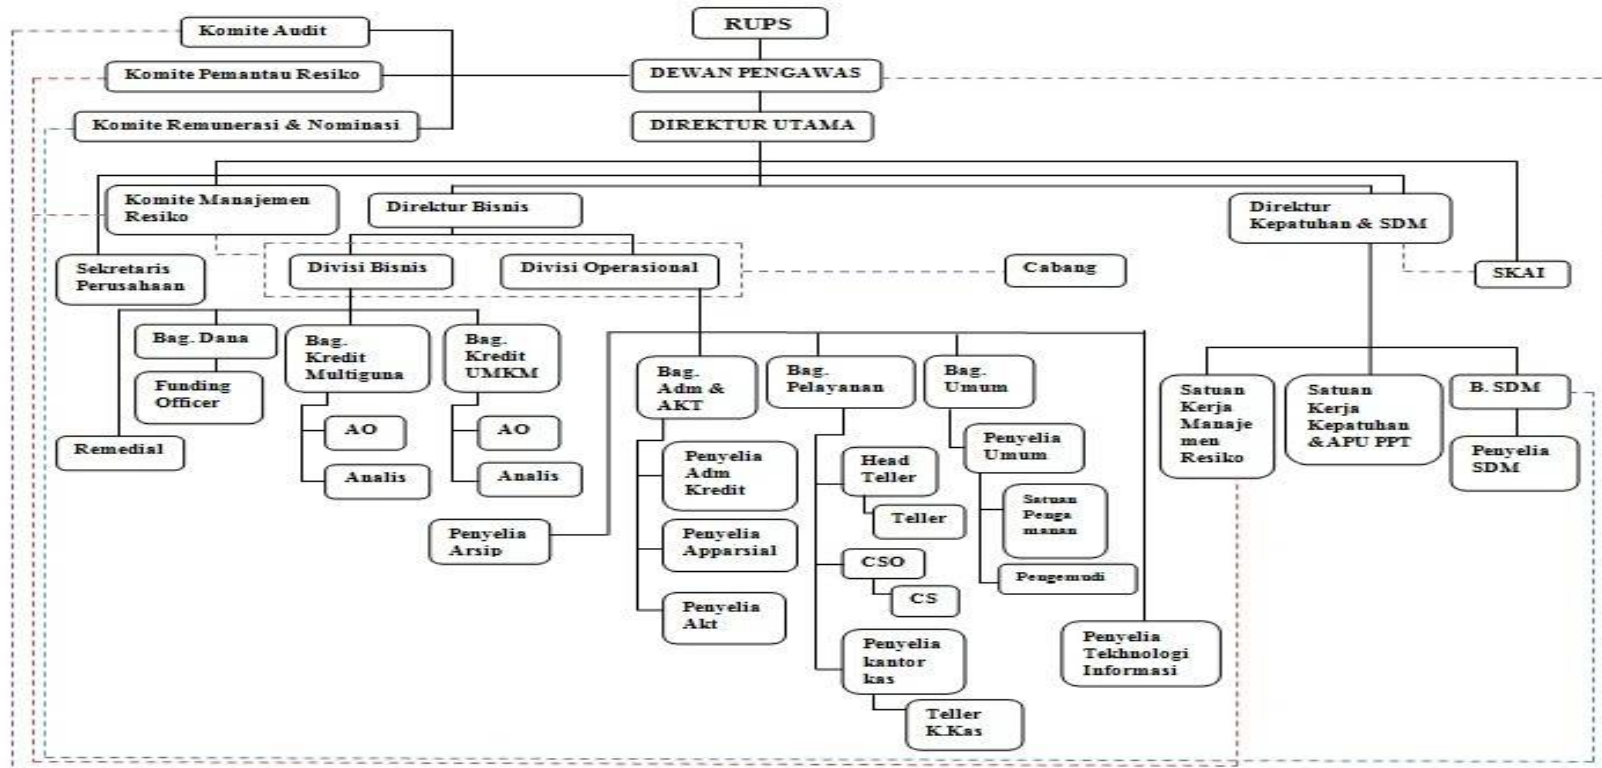 RUPS
Komite Audit
Komite Pemantau Resiko
DEWAN PENGAWAS
Komite Remunerasi & Nominasi
DIREKTUR UTAMA
Komite Manajemen
Resiko
Direktur Bisnis
Direktur
Kepatuhan & SDM
Sekretaris
Perusahaan
Divisi Bisnis
Divisi Operasional
Cabang
SKAI
Bag. Dana
Funding
Officer
Remedial
Bag.
Kredit
Multiguna
AO
Analis
Bag.
Kredit
UMKM
AO
Analis
Penyelia
Arsip
Bag.
Adm &
AKT
Penyelia
Adm
Kredit
Penyelia
Apparsial
Penyelia
Akt
Bag.
Pelayanan
Head
Teller
Teller
CSO
CS
Penyelia
kantor
kas
Teller
K.Kas
Bag.
Umum
Penyelia
Umum
Satuan
Penga
manan
Pengemudi
Penyelia
Tekhnologi
Informasi
Satuan
Kerja
Manaje
men
Resiko
Satuan
Kerja
Kepatuhan
&APU PPT
B. SDM
Penyelia
SDM